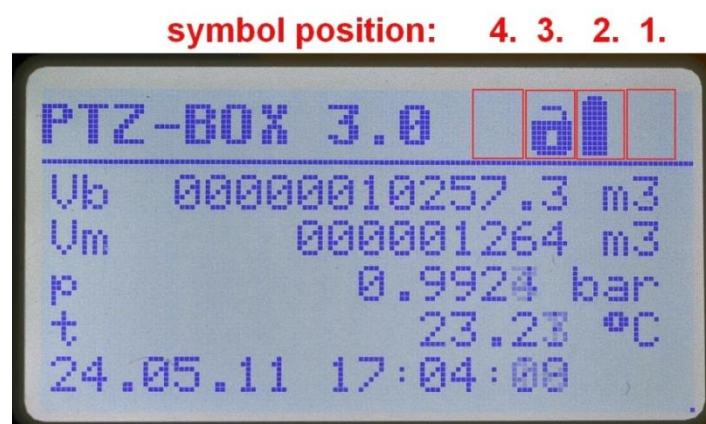 symbol position: 4. 3. 2. 1.
PTZ-BOX 3.0
Vb 00000010257.3 m3
Vm 000001264 m3
p 0.9924 bar
t 23.23 °C
24.05.11 17:04: